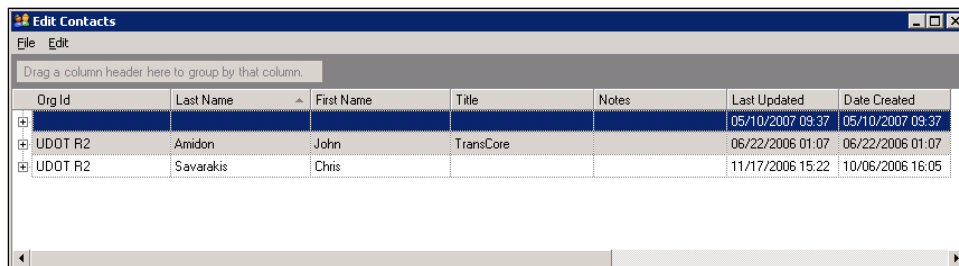 Edit Contacts
File Edit
Drag a column header here to group by that column.
Org Id Last Name First Name Title Notes Last Updated Date Created
05/10/2007 09:37 05/10/2007 09:37
UDOT R2 Amidon John TransCore 06/22/2006 01:07 06/22/2006 01:07
UDOT R2 Savarakis Chris 11/17/2006 15:22 10/06/2006 16:05